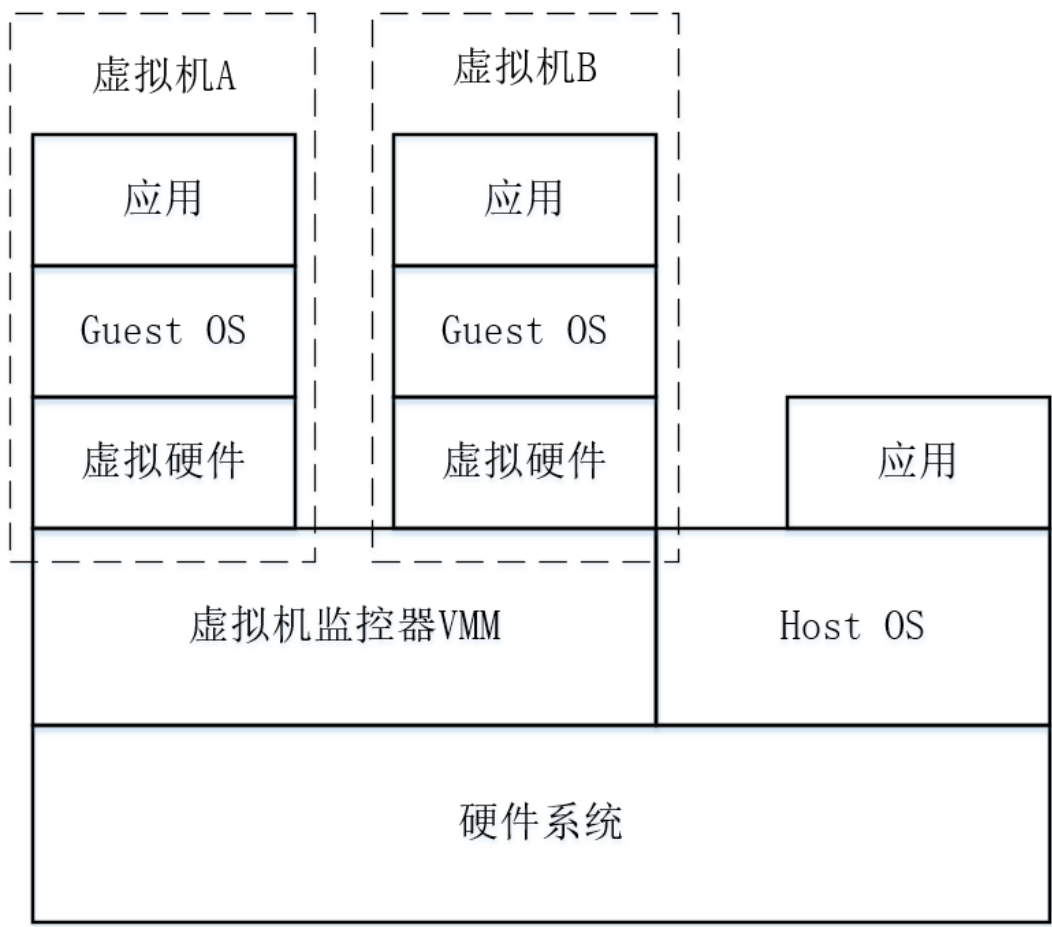 虚拟机A
虚拟机B
应用
应用
Guest OS
Guest OS
虚拟硬件
虚拟硬件
应用
虚拟机监控器VMM
Host OS
硬件系统